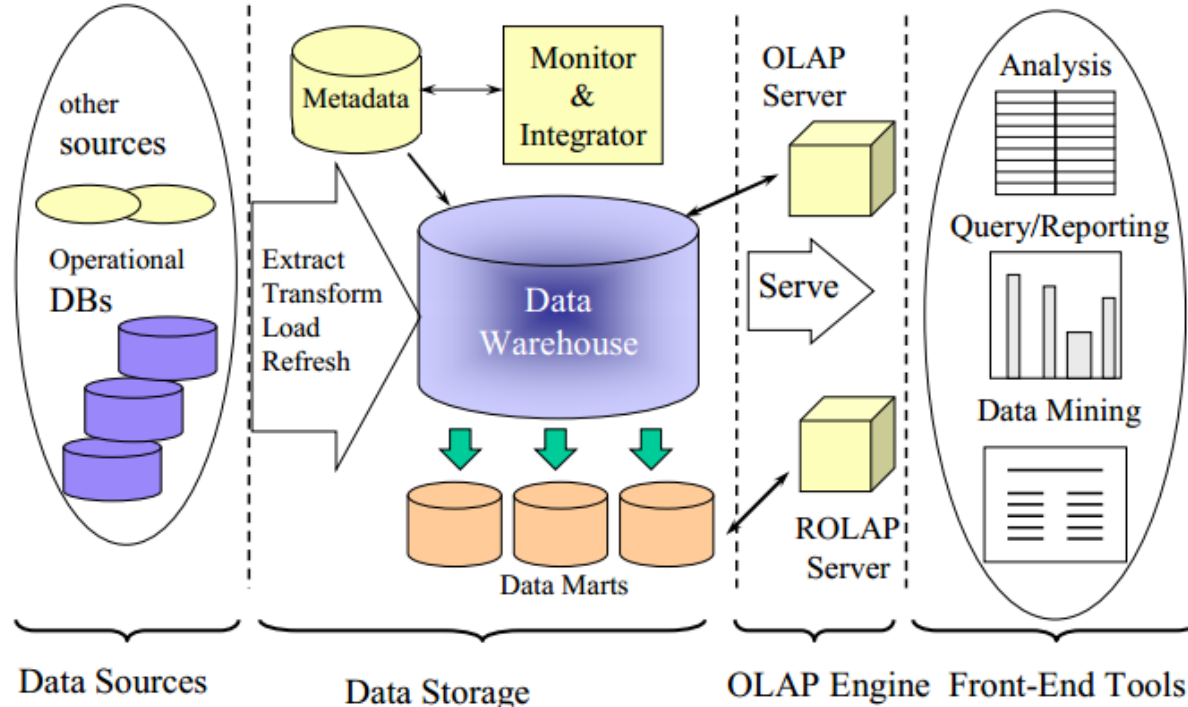 other
sources
Operational
DBs
Extract
Transform
Load
Refresh
Metadata
Monitor
&
Integrator
Data
Warehouse
Data Marts
OLAP
Server
Serve
ROLAP
Server
Analysis
Query/Reporting
Data Mining
Data Sources
Data Storage
OLAP Engine
Front-End Tools